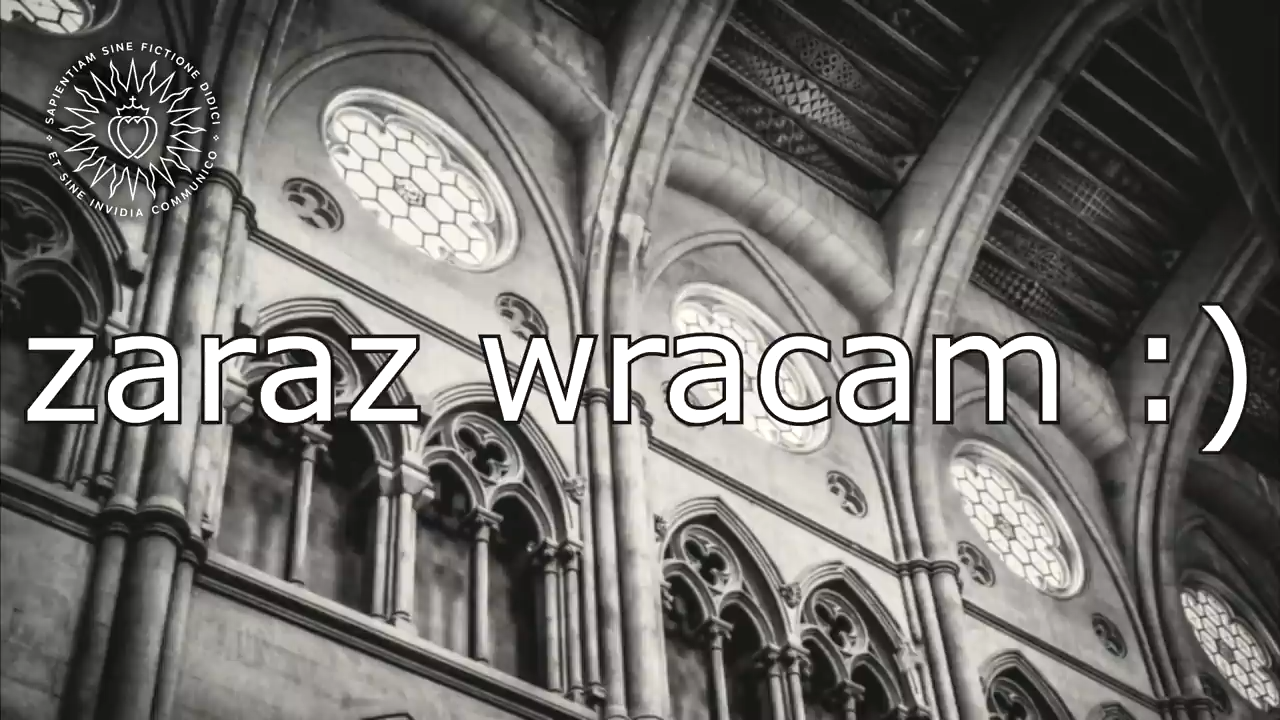 SAPIENTIAM SINE FICTIONE DIDICI
ET SINE INVIDIA COMMUNICO
zaraz wracam :)